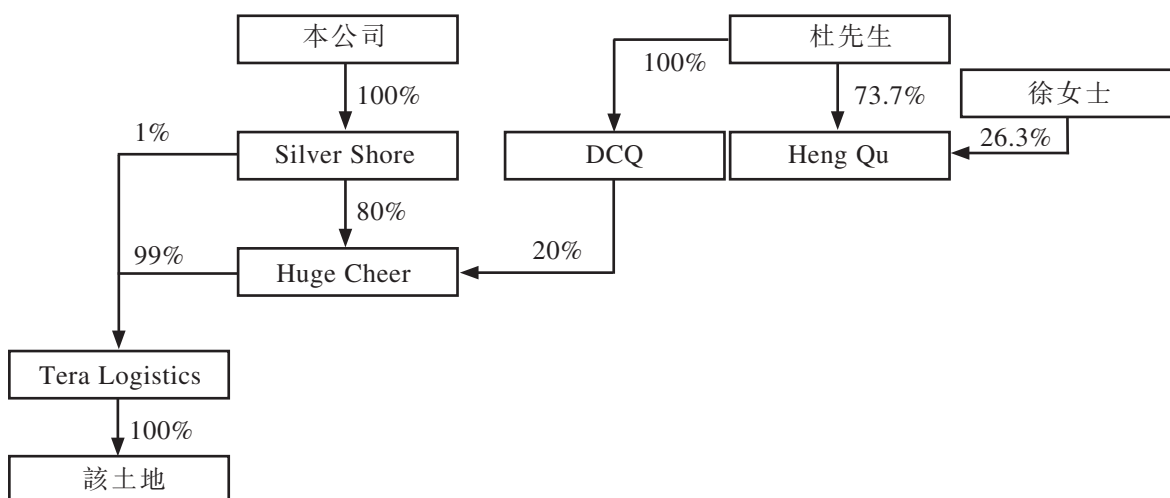 本公司
杜先生
100%
100%
73.7%
徐女士
1%
26.3%
Silver Shore
DCQ
Heng Qu
80%
99%
20%
Huge Cheer
Tera Logistics
100%
該土地